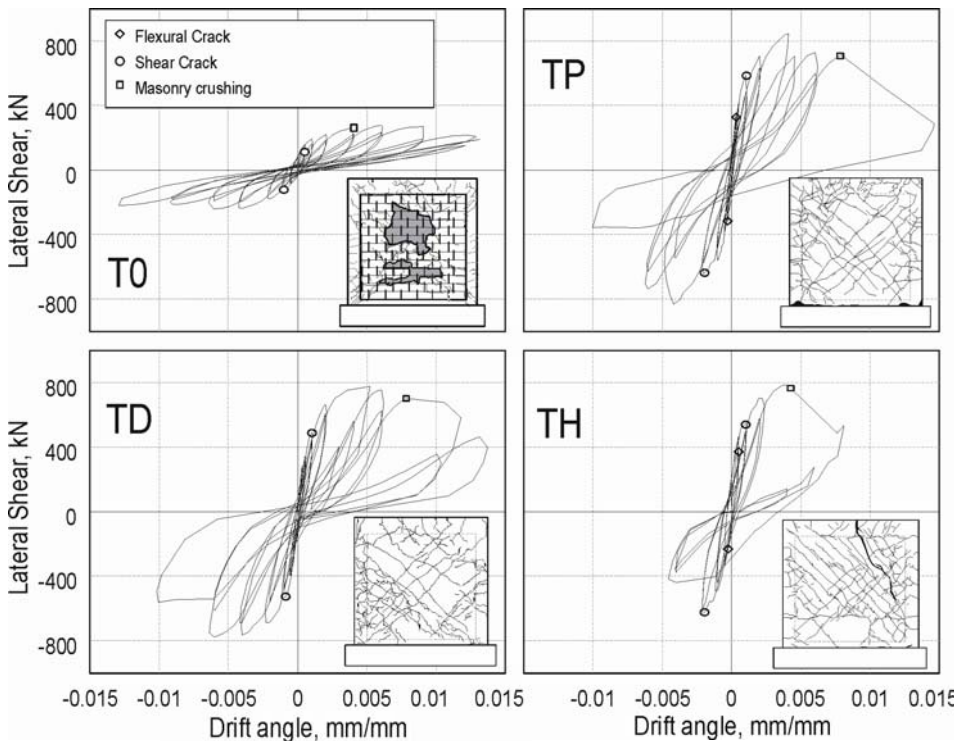 800
400
0
-400
-800
Lateral Shear, kN
Flexural Crack
Shear Crack
Masonry crushing
T0
TP
800
400
0
-400
-800
Lateral Shear, kN
TD
TH
-0.015 -0.01 -0.005 0 0.005 0.01 0.015
-0.01 -0.005 0 0.005 0.01 0.015
Drift angle, mm/mm
Drift angle, mm/mm